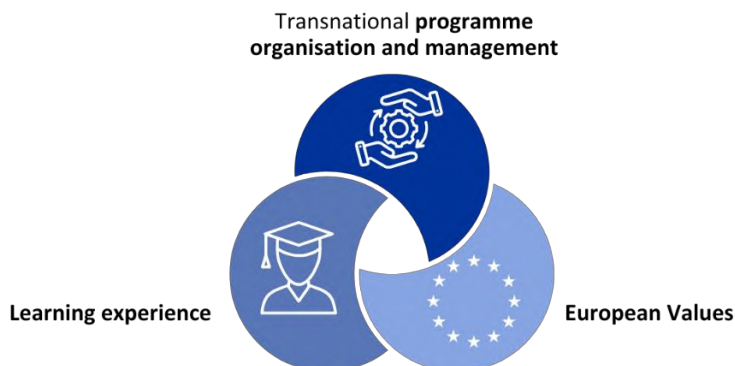 Transnational programme
organisation and management
Learning experience
European Values